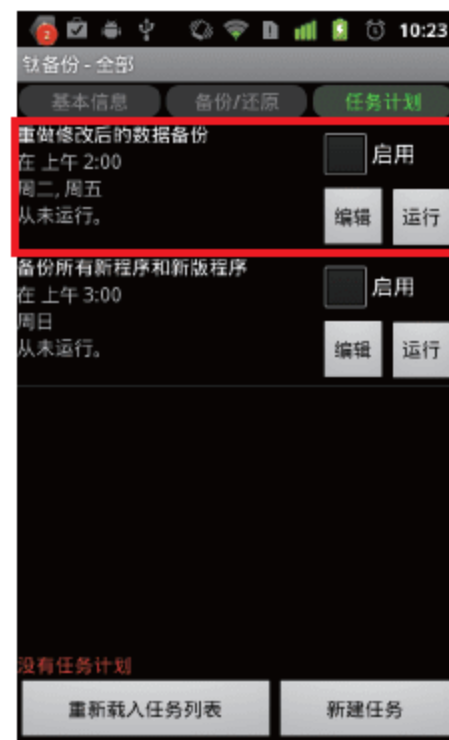 2 10:23
钛备份 - 全部
基本信息 备份/还原 任务计划
重做修改后的数据备份
在 上午 2:00 启用
周二, 周五
从未运行。 编辑 运行
备份所有新程序和新版程序
在 上午 3:00 启用
周日
从未运行。 编辑 运行
没有任务计划
重新载入任务列表 新建任务